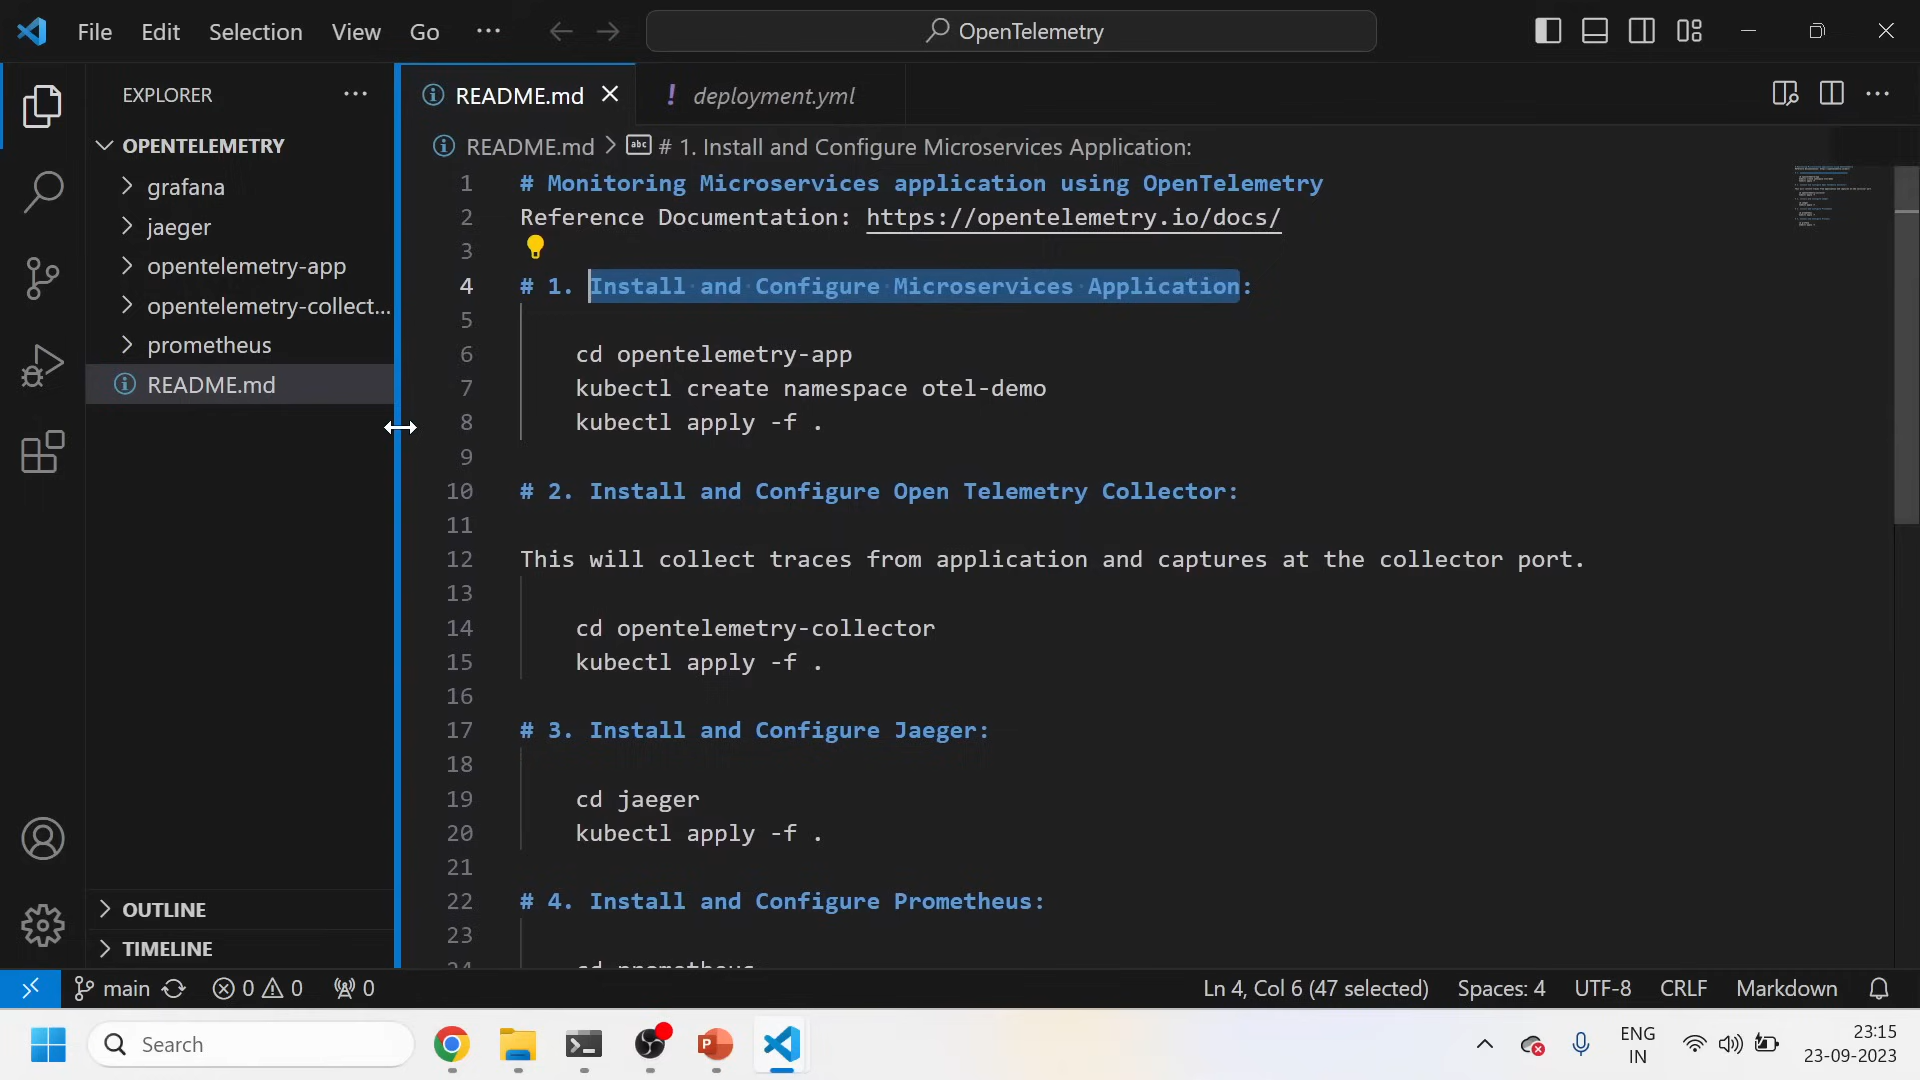 File Edit Selection View Go ··· OpenTelemetry
EXPLORER ···
OPENTELEMETRY
grafana
jaeger
opentelemetry-app
opentelemetry-collect...
prometheus
README.md
OUTLINE
TIMELINE
README.md deployment.yml
README.md > # 1. Install and Configure Microservices Application:
1 # Monitoring Microservices application using OpenTelemetry
2 Reference Documentation: https://opentelemetry.io/docs/
3
4 # 1. Install and Configure Microservices Application:
5
6 cd opentelemetry-app
7 kubectl create namespace otel-demo
8 kubectl apply -f .
9
10 # 2. Install and Configure Open Telemetry Collector:
11
12 This will collect traces from application and captures at the collector port.
13
14 cd opentelemetry-collector
15 kubectl apply -f .
16
17 # 3. Install and Configure Jaeger:
18
19 cd jaeger
20 kubectl apply -f .
21
22 # 4. Install and Configure Prometheus:
23
24 cd prometheus
main 0 0 0 Ln 4, Col 6 (47 selected) Spaces: 4 UTF-8 CRLF Markdown
Search
ENG
IN
23:15
23-09-2023